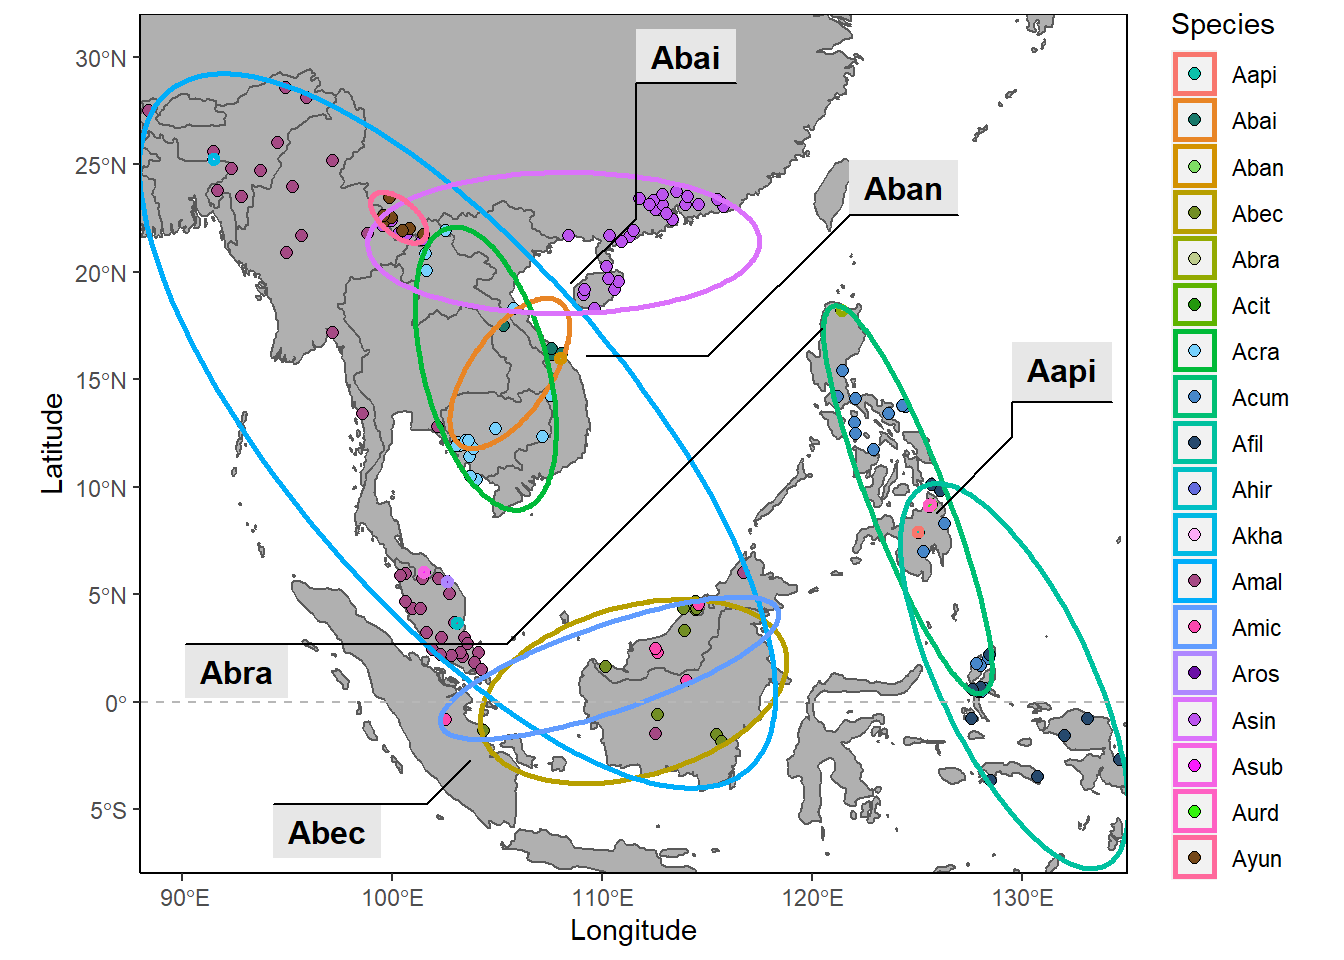 Species
Aapi
Abai
Aban
Abec
Abra
Acit
Acra
Acum
Afil
Ahir
Akha
Amal
Amic
Aros
Asin
Asub
Aurd
Ayun
Abai
Aban
Aapi
Abra
Abec
30°N
25°N
20°N
15°N
10°N
5°N
0°
5°S
Latitude
90°E
100°E
110°E
120°E
130°E
Longitude